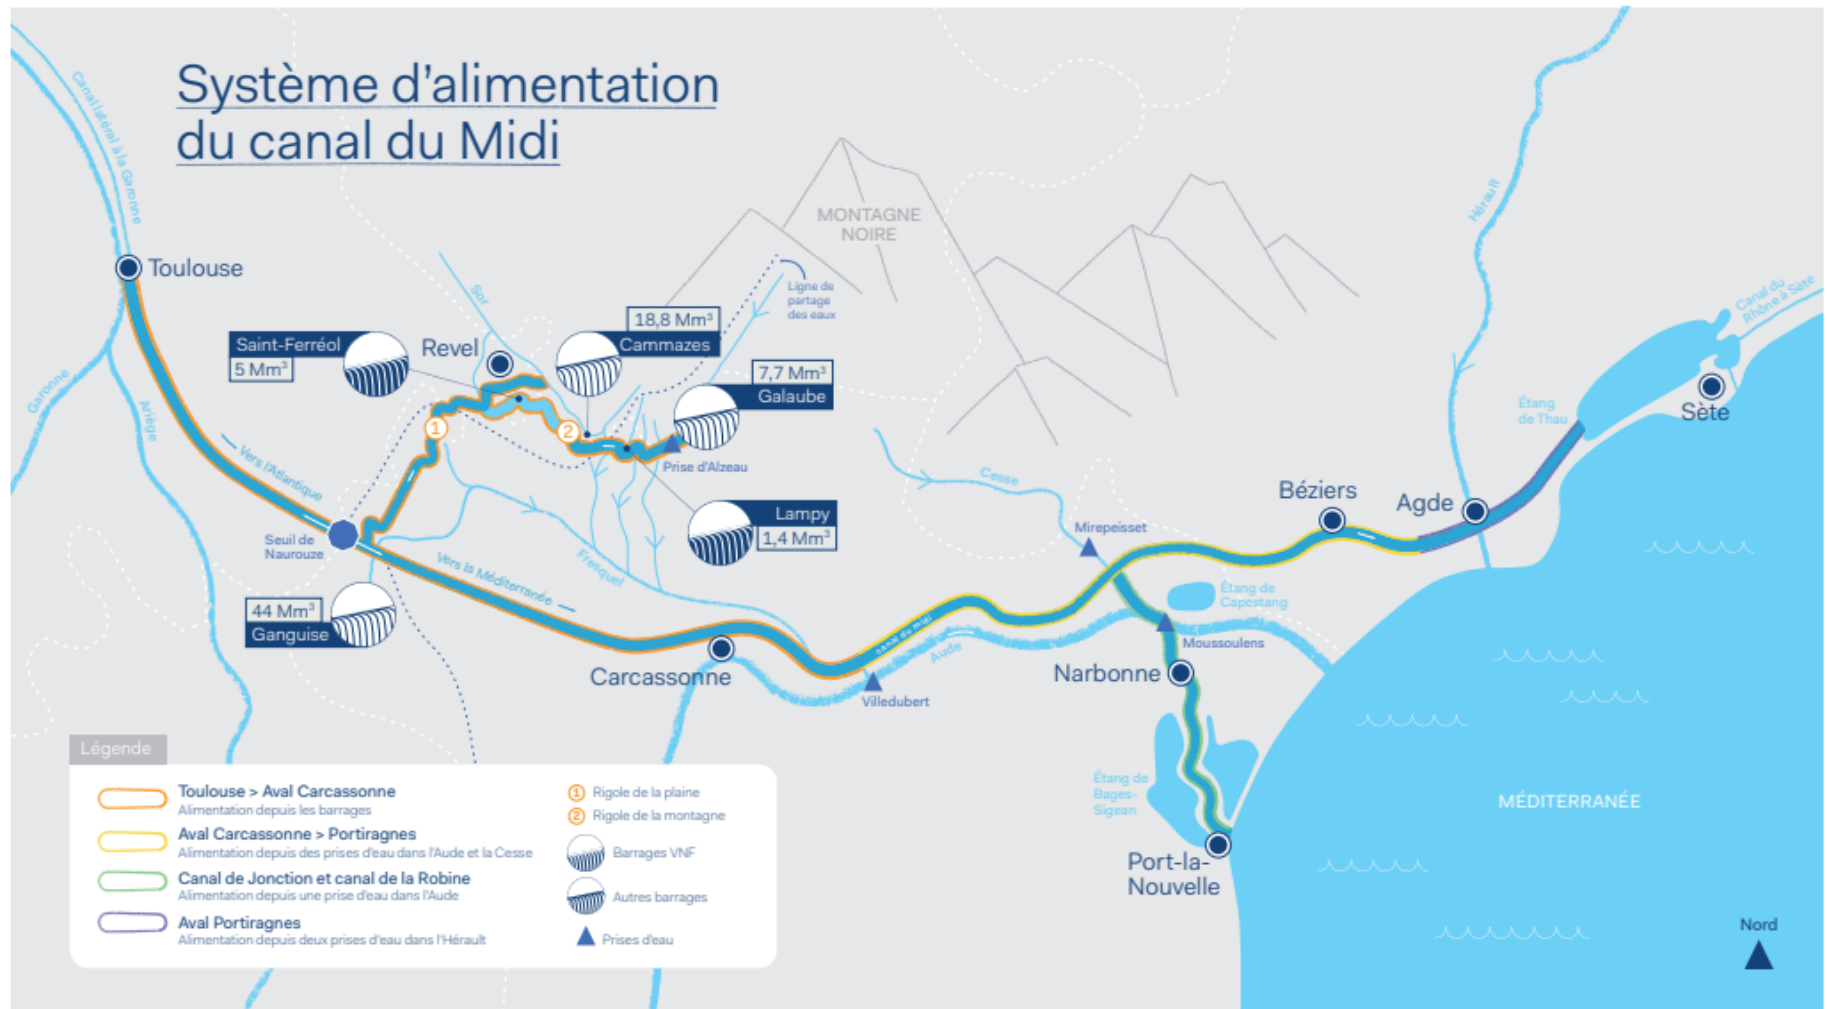 Système d'alimentation
du canal du Midi
Canal latéral à la Garonne
Toulouse
Garonne
Ariège
Vers l'Atlantique
Seuil de
Naurouze
Saint-Ferréol
5 Mm³
Revel
Sor
18,8 Mm³
Cammazes
7,7 Mm³
Galaube
MONTAGNE
NOIRE
Ligne de
partage
des eaux
1
2
Prise d'Alzeau
Lampy
1,4 Mm³
44 Mm³
Ganguise
Vers la Méditerranée
Fresquel
Carcassonne
canal du midi
Aude
Villedubert
Cesse
Mirepeisset
Étang de
Capestang
Moussoulens
Narbonne
Étang de
Bages-
Sigean
Port-la-
Nouvelle
Béziers
Agde
Hérault
Étang
de Thau
Sète
Canal du
Rhône à Sète
MÉDITERRANÉE
Nord
Légende
Toulouse > Aval Carcassonne
Alimentation depuis les barrages
Aval Carcassonne > Portiragnes
Alimentation depuis des prises d'eau dans l'Aude et la Cesse
Canal de Jonction et canal de la Robine
Alimentation depuis une prise d'eau dans l'Aude
Aval Portiragnes
Alimentation depuis deux prises d'eau dans l'Hérault
1 Rigole de la plaine
2 Rigole de la montagne
Barrages VNF
Autres barrages
Prises d'eau